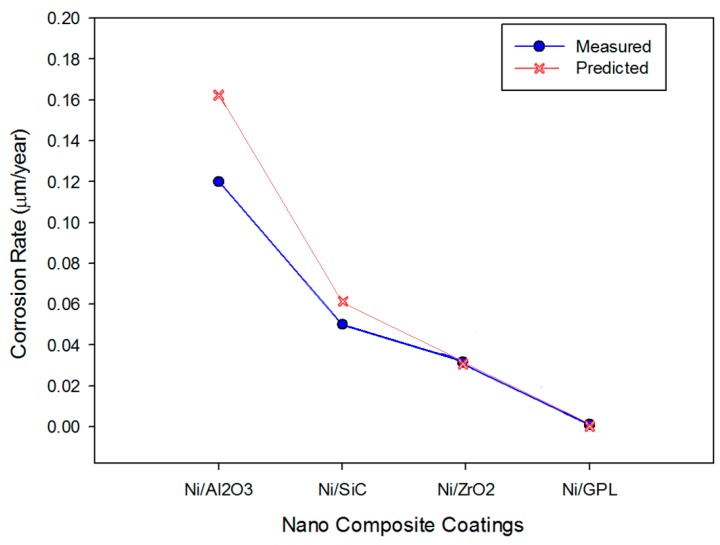 0.20
0.18
0.16
0.14
0.12
0.10
0.08
0.06
0.04
0.02
0.00
Corrosion Rate (μm/year)
Measured
Predicted
Ni/Al2O3 Ni/SiC Ni/ZrO2 Ni/GPL
Nano Composite Coatings